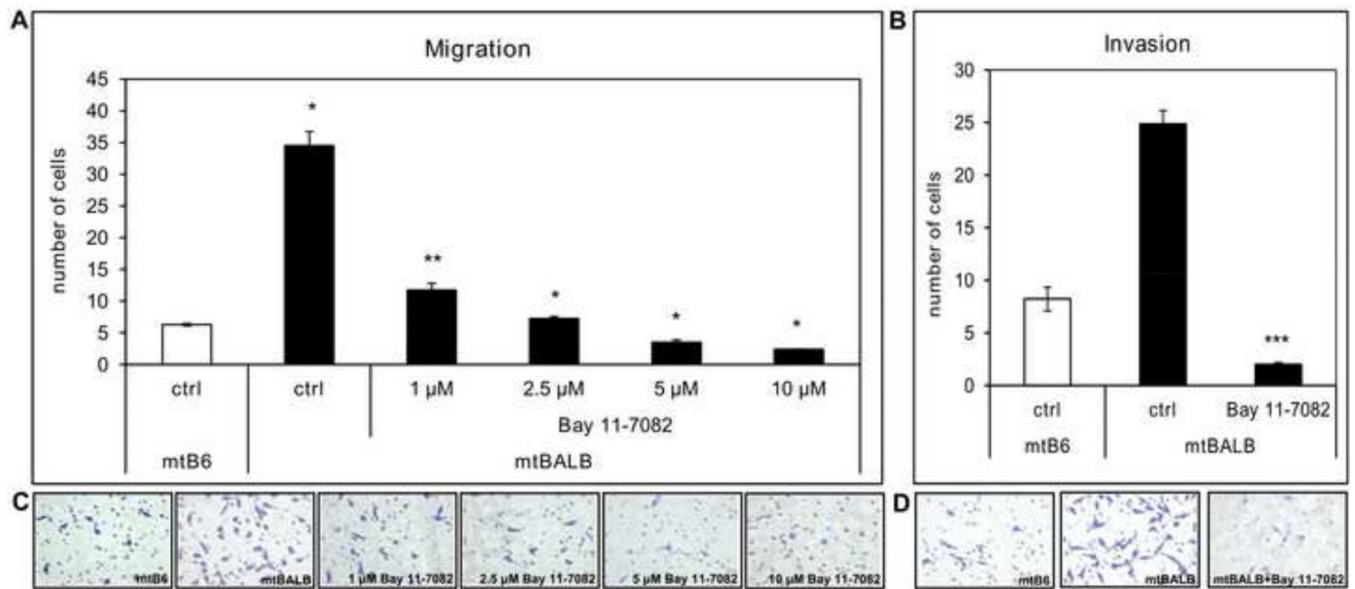 A
Migration
number of cells
45
40
35
30
25
20
15
10
5
0
*
**
*
*
*
ctrl ctrl 1 µM 2.5 µM 5 µM 10 µM
Bay 11-7082
mtB6 mtBALB
B
Invasion
number of cells
30
25
20
15
10
5
0
***
ctrl ctrl Bay 11-7082
mtB6 mtBALB
C
mtB6
mtBALB
1 µM Bay 11-7082
2.5 µM Bay 11-7082
5 µM Bay 11-7082
10 µM Bay 11-7082
D
mtB6
mtBALB
mtBALB+Bay 11-7082